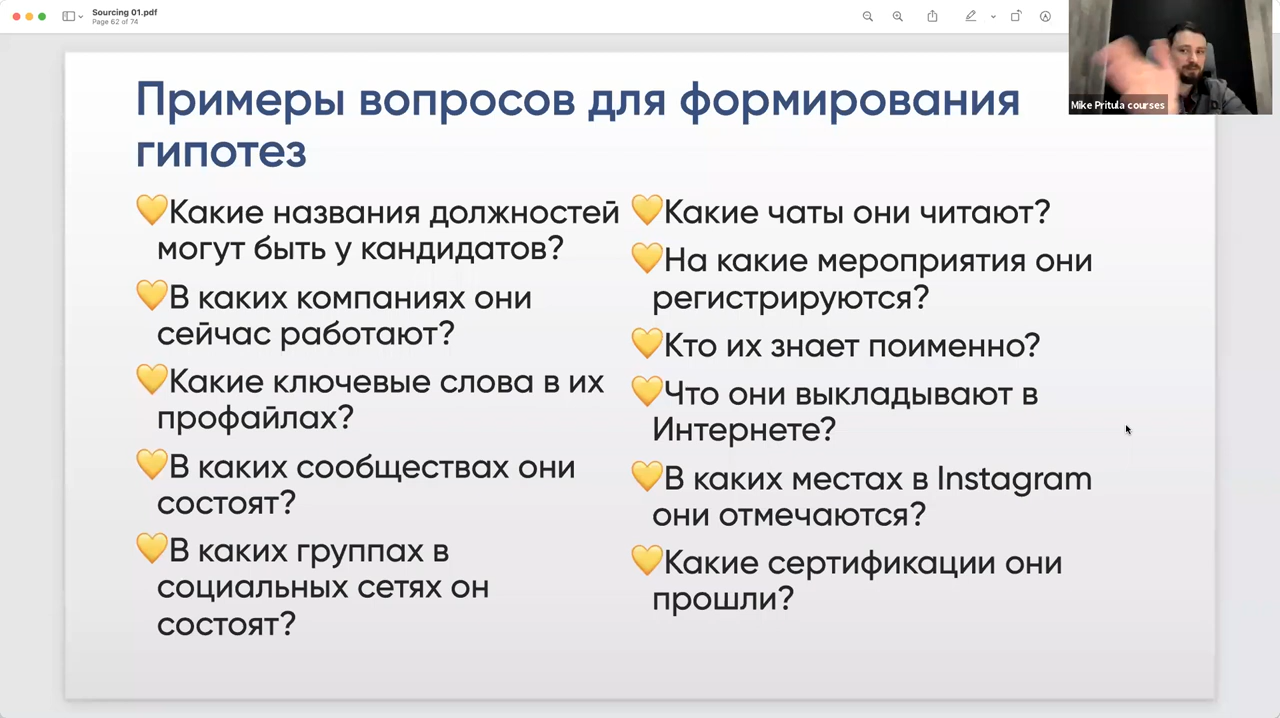 Sourcing 01.pdf
Page 62 of 74
Mike Pritula courses
Примеры вопросов для формирования
гипотез
💛Какие названия должностей
могут быть у кандидатов?
💛В каких компаниях они
сейчас работают?
💛Какие ключевые слова в их
профайлах?
💛В каких сообществах они
состоят?
💛В каких группах в
социальных сетях он
состоят?
💛Какие чаты они читают?
💛На какие мероприятия они
регистрируются?
💛Кто их знает поименно?
💛Что они выкладывают в
Интернете?
💛В каких местах в Instagram
они отмечаются?
💛Какие сертификации они
прошли?